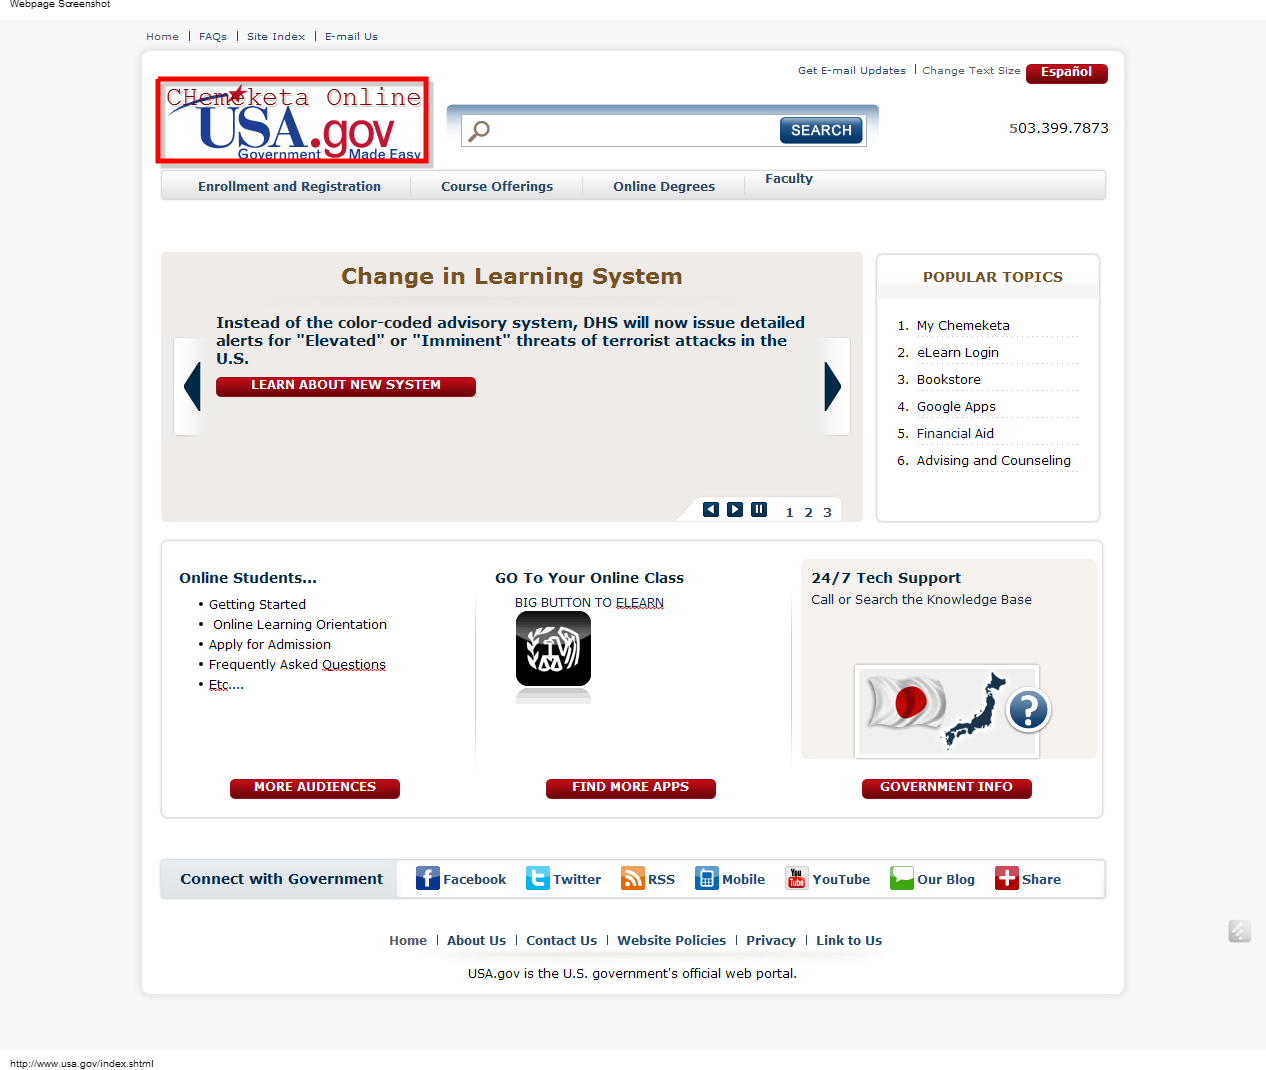 Webpage Screenshot
Home | FAQs | Site Index | E-mail Us
Get E-mail Updates | Change Text Size Español
CHemeketa Online
USA.gov
Government Made Easy
SEARCH
503.399.7873
Enrollment and Registration Course Offerings Online Degrees Faculty
Change in Learning System
Instead of the color-coded advisory system, DHS will now issue detailed
alerts for "Elevated" or "Imminent" threats of terrorist attacks in the
U.S.
LEARN ABOUT NEW SYSTEM
1 2 3
POPULAR TOPICS
1. My Chemeketa
2. eLearn Login
3. Bookstore
4. Google Apps
5. Financial Aid
6. Advising and Counseling
Online Students...
• Getting Started
• Online Learning Orientation
• Apply for Admission
• Frequently Asked Questions
• Etc....
MORE AUDIENCES
GO To Your Online Class
BIG BUTTON TO ELEARN
FIND MORE APPS
24/7 Tech Support
Call or Search the Knowledge Base
?
GOVERNMENT INFO
Connect with Government Facebook Twitter RSS Mobile You Tube YouTube Our Blog Share
Home | About Us | Contact Us | Website Policies | Privacy | Link to Us
USA.gov is the U.S. government's official web portal.
http://www.usa.gov/index.shtml